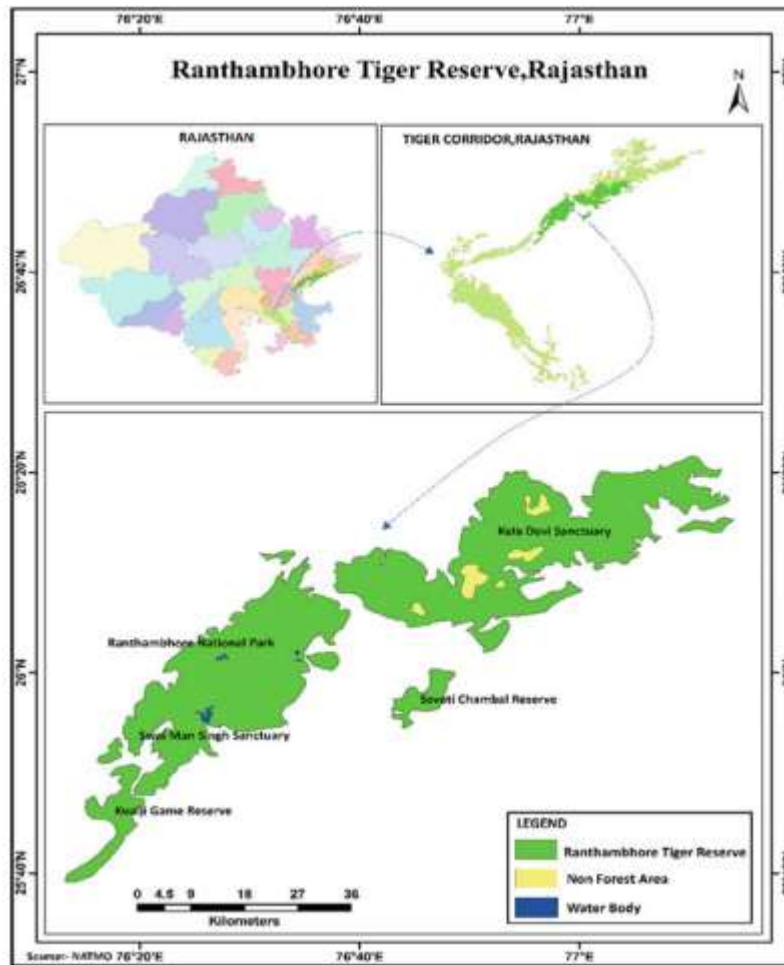 76°20'E 76°40'E 77°E
Ranthambhore Tiger Reserve,Rajasthan
N
27°N
RAJASTHAN
TIGER CORRIDOR,RAJASTHAN
26°40'N
26°20'N
Kala Devi Sanctuary
Ranthambhore National Park
26°N
Sawai Man Singh Sanctuary
Chambal Reserve
Kualji Game Reserve
LEGEND
Ranthambhore Tiger Reserve
Non Forest Area
Water Body
25°40'N
0 4.5 9 18 27 36
Kilometers
Source:- NATMO
76°20'E 76°40'E 77°E